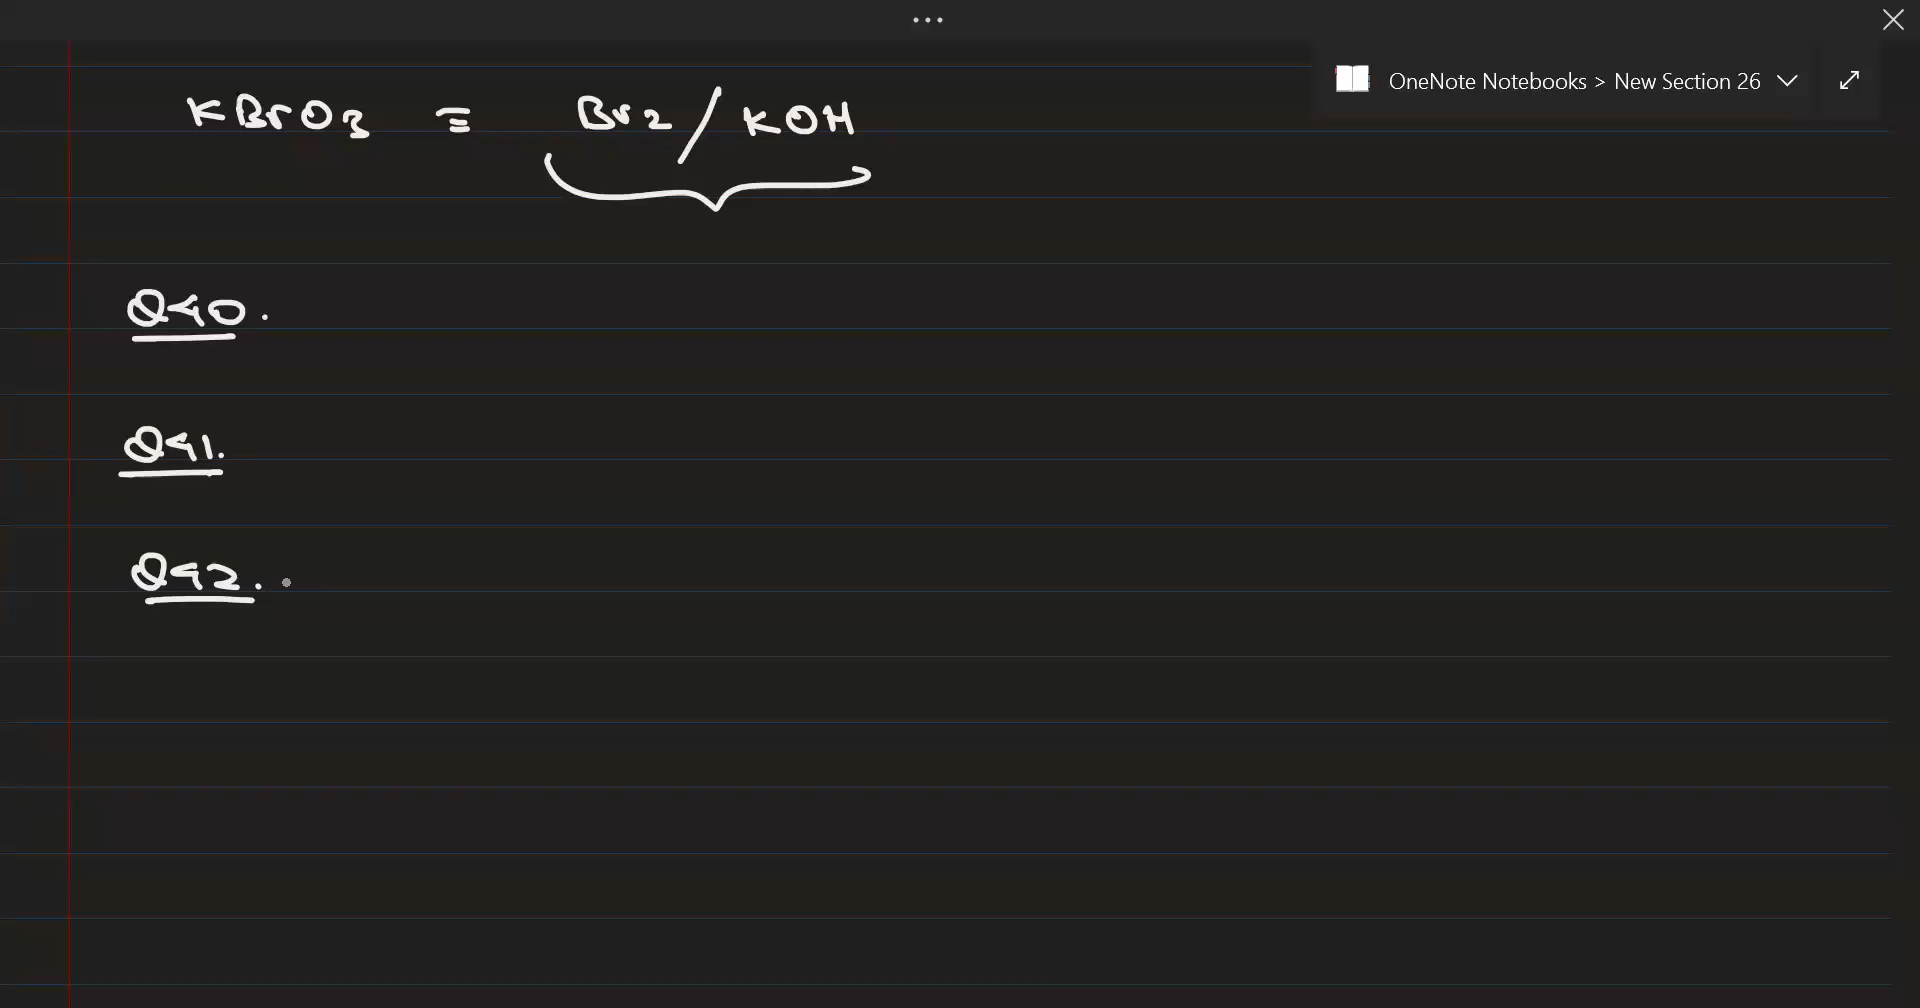 ...
OneNote Notebooks > New Section 26
KBrO3 ≡ Br2/KOH
Q40.
Q41.
Q42.